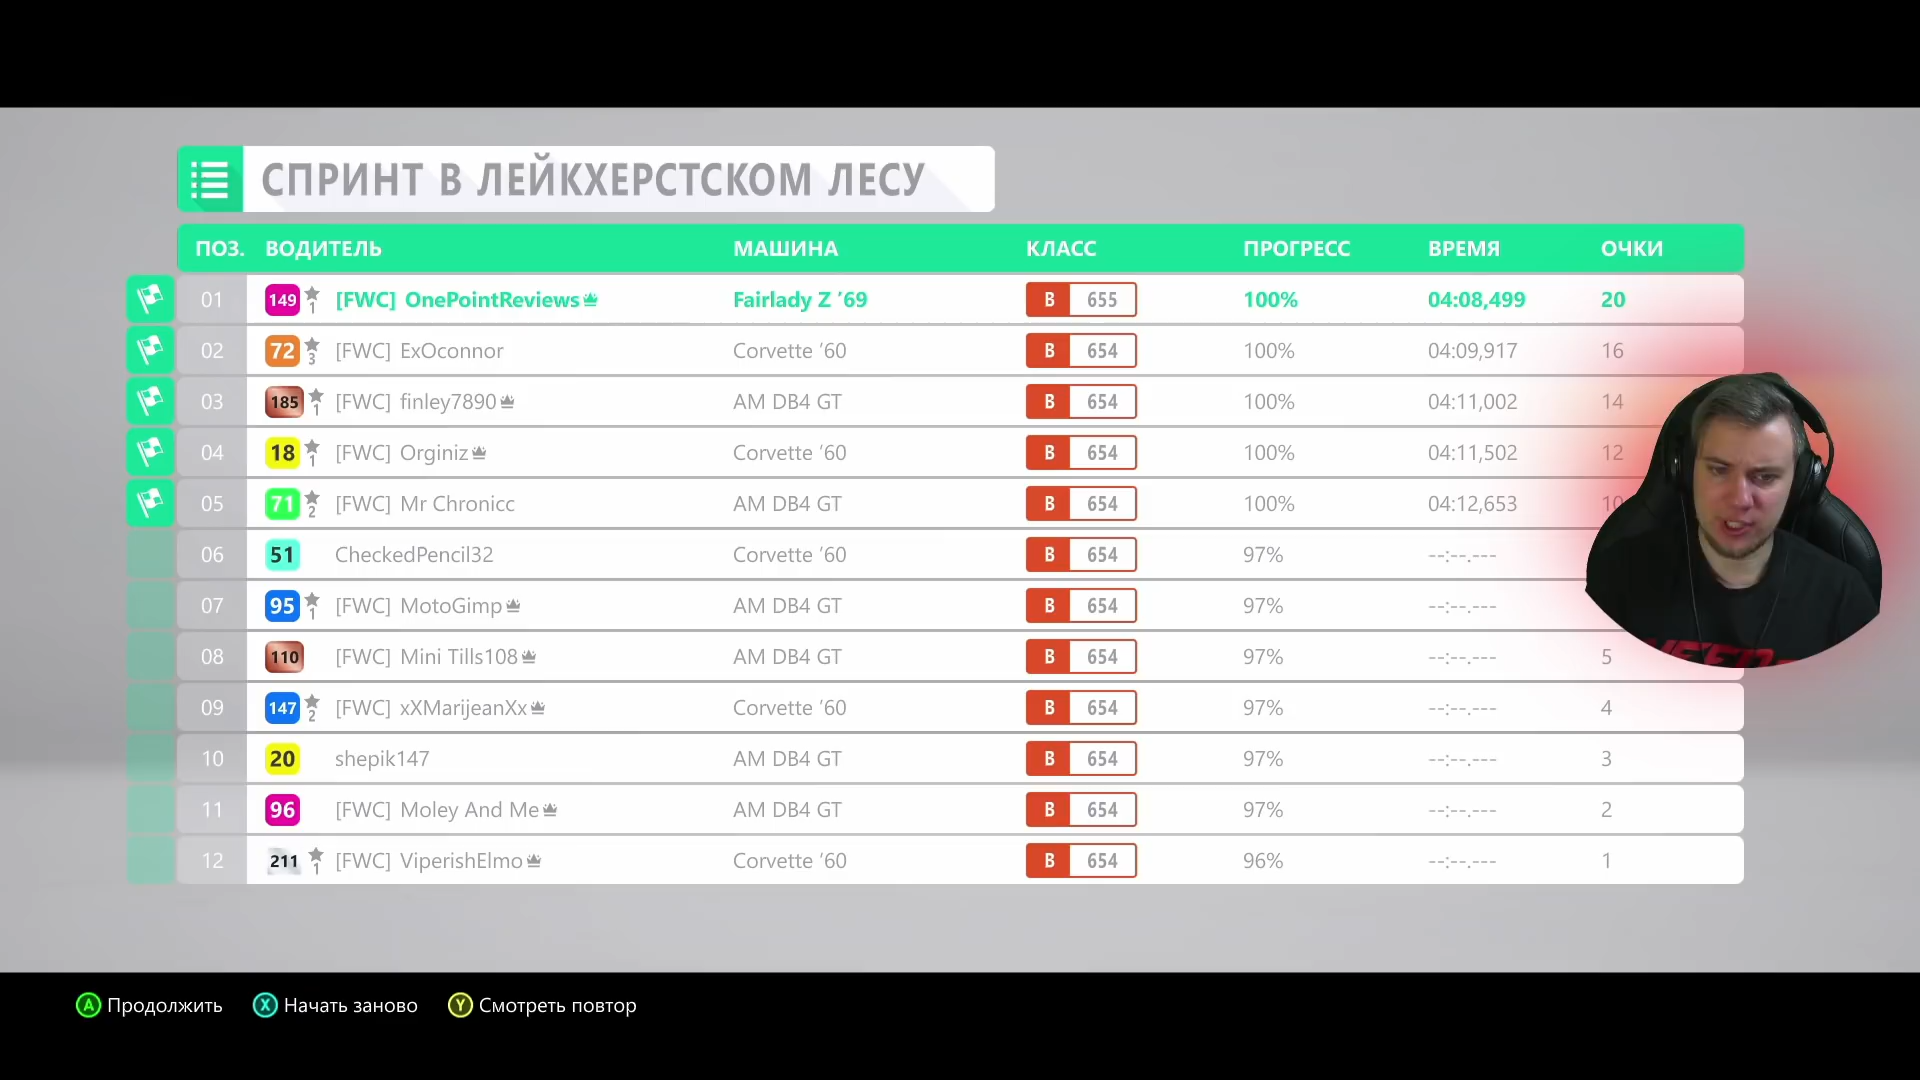 СПРИНТ В ЛЕЙКХЕРСТСКОМ ЛЕСУ
ПОЗ. ВОДИТЕЛЬ МАШИНА КЛАСС ПРОГРЕСС ВРЕМЯ ОЧКИ
01 149 1 [FWC] OnePointReviews Fairlady Z ’69 B 655 100% 04:08,499 20
02 72 3 [FWC] ExOconnor Corvette ’60 B 654 100% 04:09,917 16
03 185 1 [FWC] finley7890 AM DB4 GT B 654 100% 04:11,002 14
04 18 1 [FWC] Orginiz Corvette ’60 B 654 100% 04:11,502 12
05 71 2 [FWC] Mr Chronicc AM DB4 GT B 654 100% 04:12,653 10
06 51 CheckedPencil32 Corvette ’60 B 654 97% --:--.---
07 95 1 [FWC] MotoGimp AM DB4 GT B 654 97% --:--.---
08 110 [FWC] Mini Tills108 AM DB4 GT B 654 97% --:--.--- 5
09 147 2 [FWC] xXMarijeanXx Corvette ’60 B 654 97% --:--.--- 4
10 20 shepik147 AM DB4 GT B 654 97% --:--.--- 3
11 96 [FWC] Moley And Me AM DB4 GT B 654 97% --:--.--- 2
12 211 1 [FWC] ViperishElmo Corvette ’60 B 654 96% --:--.--- 1
A Продолжить X Начать заново Y Смотреть повтор